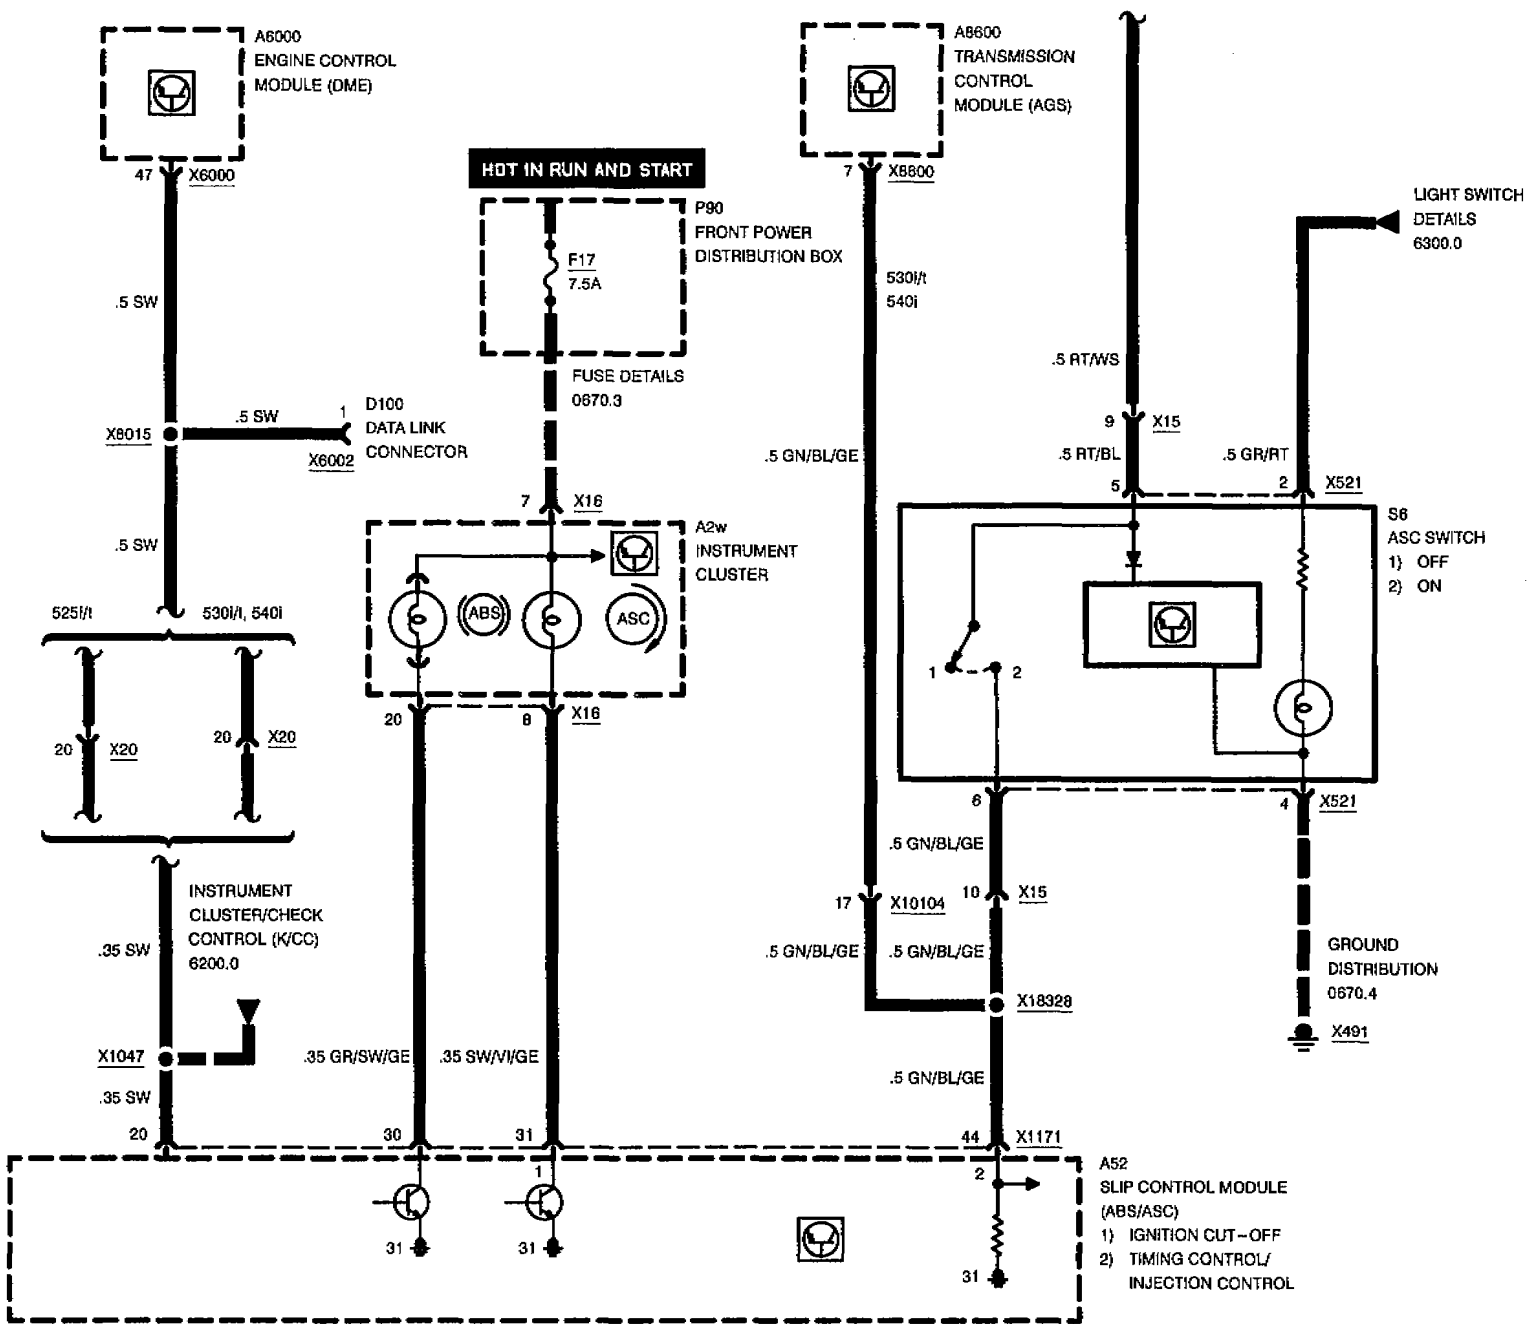 A6000
ENGINE CONTROL
MODULE (DME)
47
X6000
.5 SW
X8015
.5 SW
1
D100
DATA LINK
CONNECTOR
X6002
.5 SW
525i/t
530i/t, 540i
20
X20
20
X20
INSTRUMENT
CLUSTER/CHECK
CONTROL (K/CC)
6200.0
.35 SW
X1047
.35 SW
20
HOT IN RUN AND START
P90
FRONT POWER
DISTRIBUTION BOX
F17
7.5A
FUSE DETAILS
0670.3
7
X16
A2w
INSTRUMENT
CLUSTER
ABS
ASC
20
8
X16
.35 GR/SW/GE
.35 SW/VI/GE
30
31
A8600
TRANSMISSION
CONTROL
MODULE (AGS)
7
X8800
530i/t
540i
.5 GN/BL/GE
17
X10104
.5 GN/BL/GE
LIGHT SWITCH
DETAILS
6300.0
.5 RT/WS
9
X15
.5 RT/BL
.5 GR/RT
5
2
X521
S6
ASC SWITCH
1) OFF
2) ON
1
2
6
4
X521
.5 GN/BL/GE
10
X15
.5 GN/BL/GE
X18328
GROUND
DISTRIBUTION
0670.4
X491
.5 GN/BL/GE
44
X1171
1
2
31
31
31
A52
SLIP CONTROL MODULE
(ABS/ASC)
1) IGNITION CUT-OFF
2) TIMING CONTROL/
INJECTION CONTROL